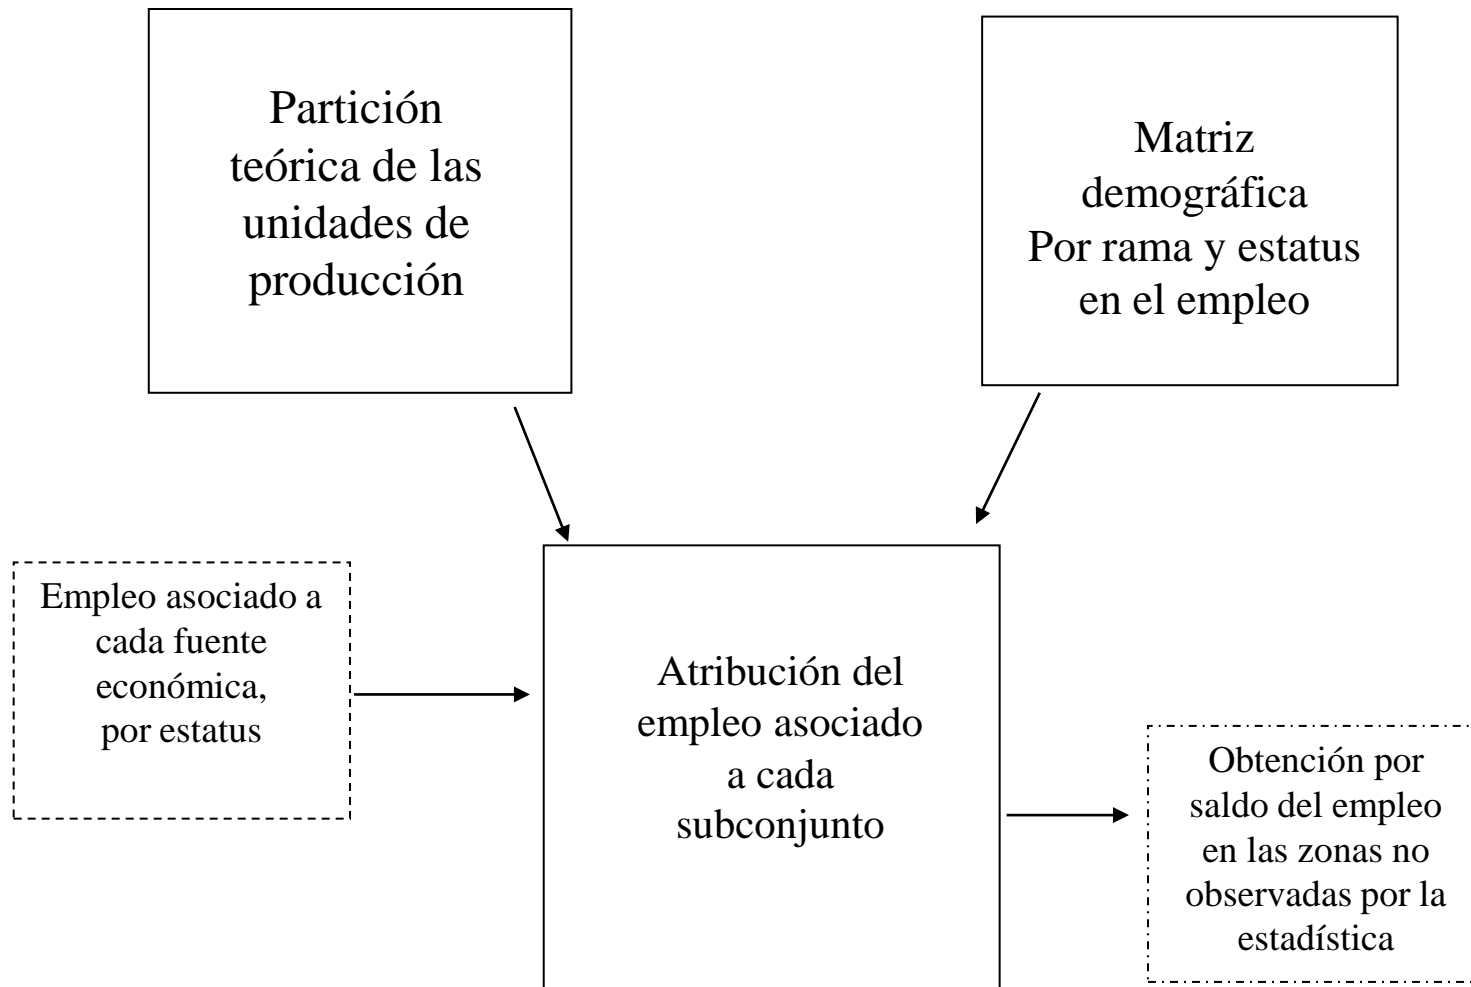 Partición
teórica de las
unidades de
producción
Matriz
demográfica
Por rama y estatus
en el empleo
Empleo asociado a
cada fuente
económica,
por estatus
Atribución del
empleo asociado
a cada
subconjunto
Obtención por
saldo del empleo
en las zonas no
observadas por la
estadística